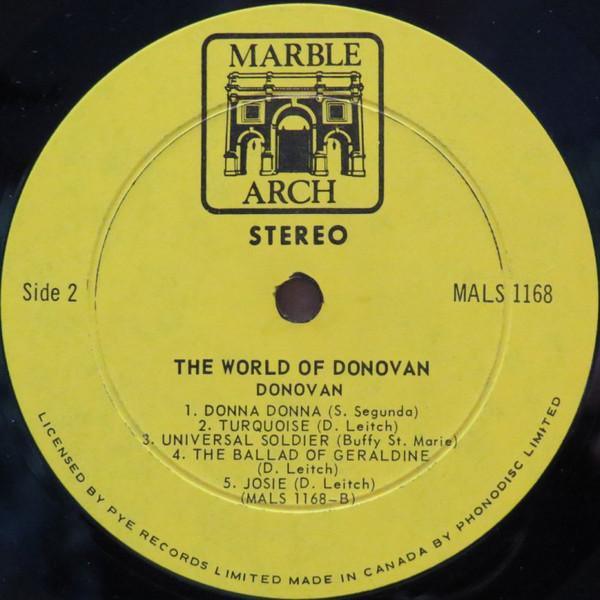 MARBLE
ARCH
STEREO
Side 2
MALS 1168
THE WORLD OF DONOVAN
DONOVAN
1. DONNA DONNA (S. Segunda)
2. TURQUOISE (D. Leitch)
3. UNIVERSAL SOLDIER (Buffy St. Marie)
4. THE BALLAD OF GERALDINE
(D. Leitch)
5. JOSIE (D. Leitch)
(MALS 1168-B)
LICENSED BY PYE RECORDS LIMITED MADE IN CANADA BY PHONODISC LIMITED